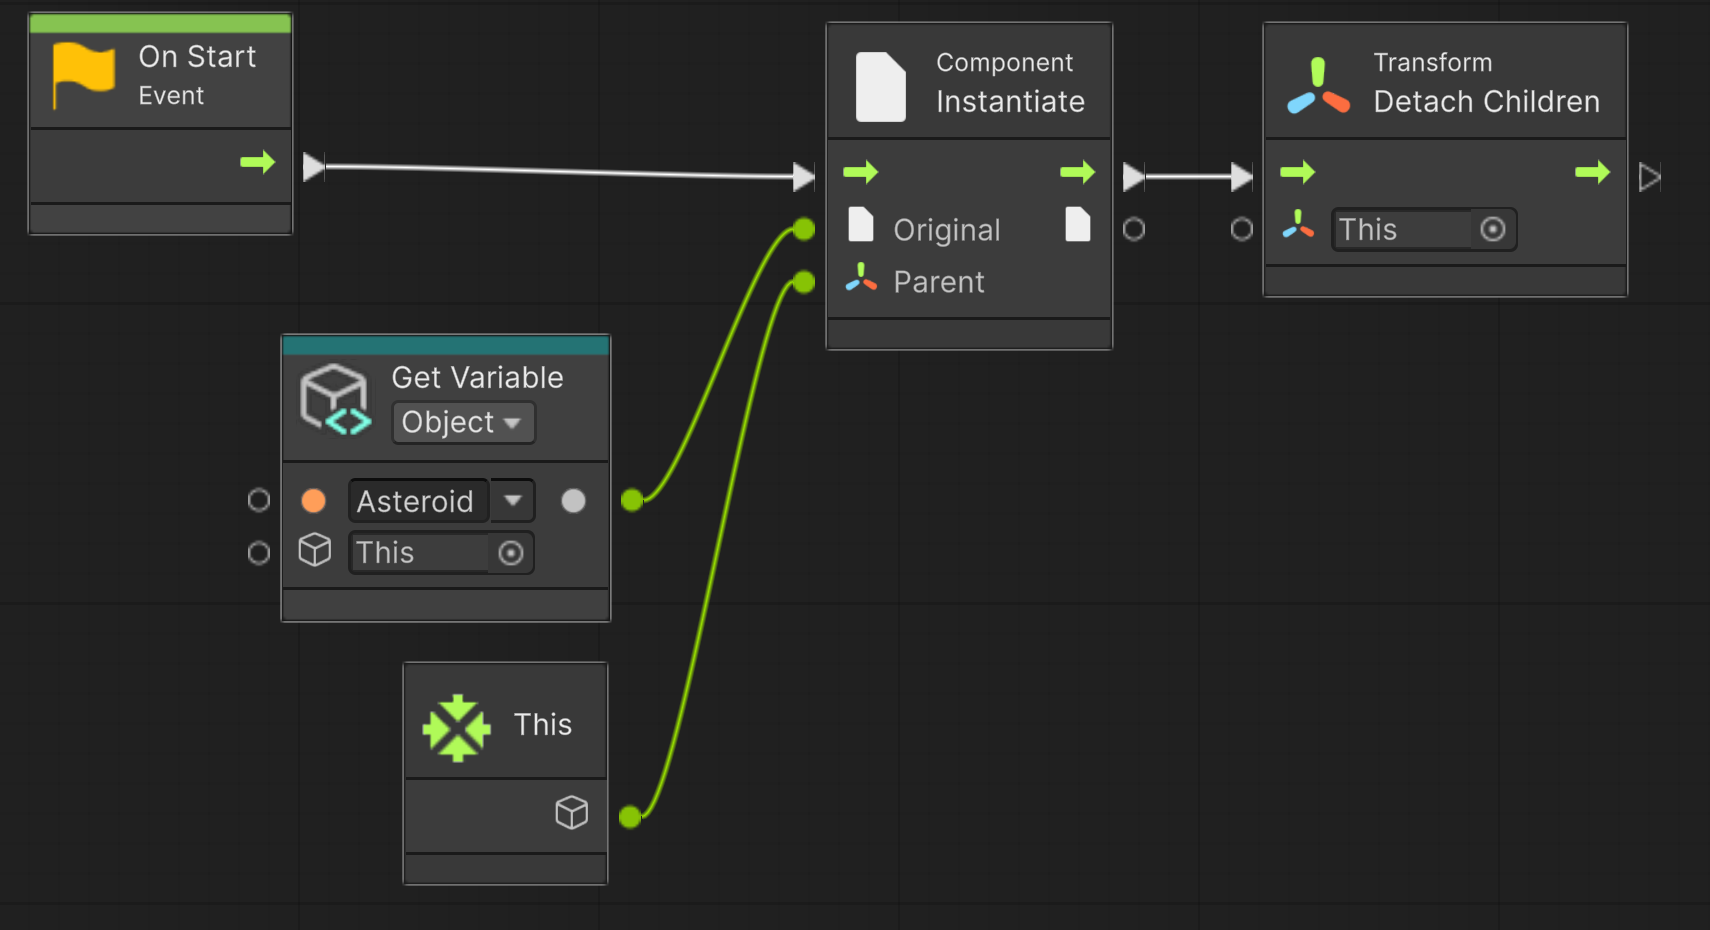 On Start
Event
Component
Instantiate
Original
Parent
Transform
Detach Children
This
Get Variable
Object
Asteroid
This
This